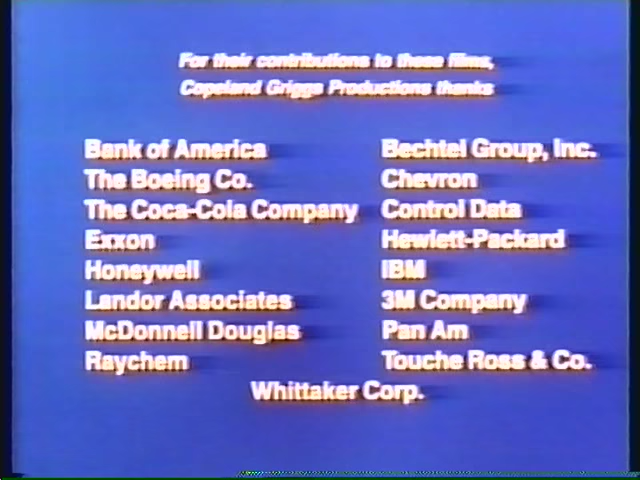 For their contributions to these films,
Copeland Griggs Productions thanks
Bank of America
The Boeing Co.
The Coca-Cola Company
Exxon
Honeywell
Landor Associates
McDonnell Douglas
Raychem
Bechtel Group, Inc.
Chevron
Control Data
Hewlett-Packard
IBM
3M Company
Pan Am
Touche Ross & Co.
Whittaker Corp.